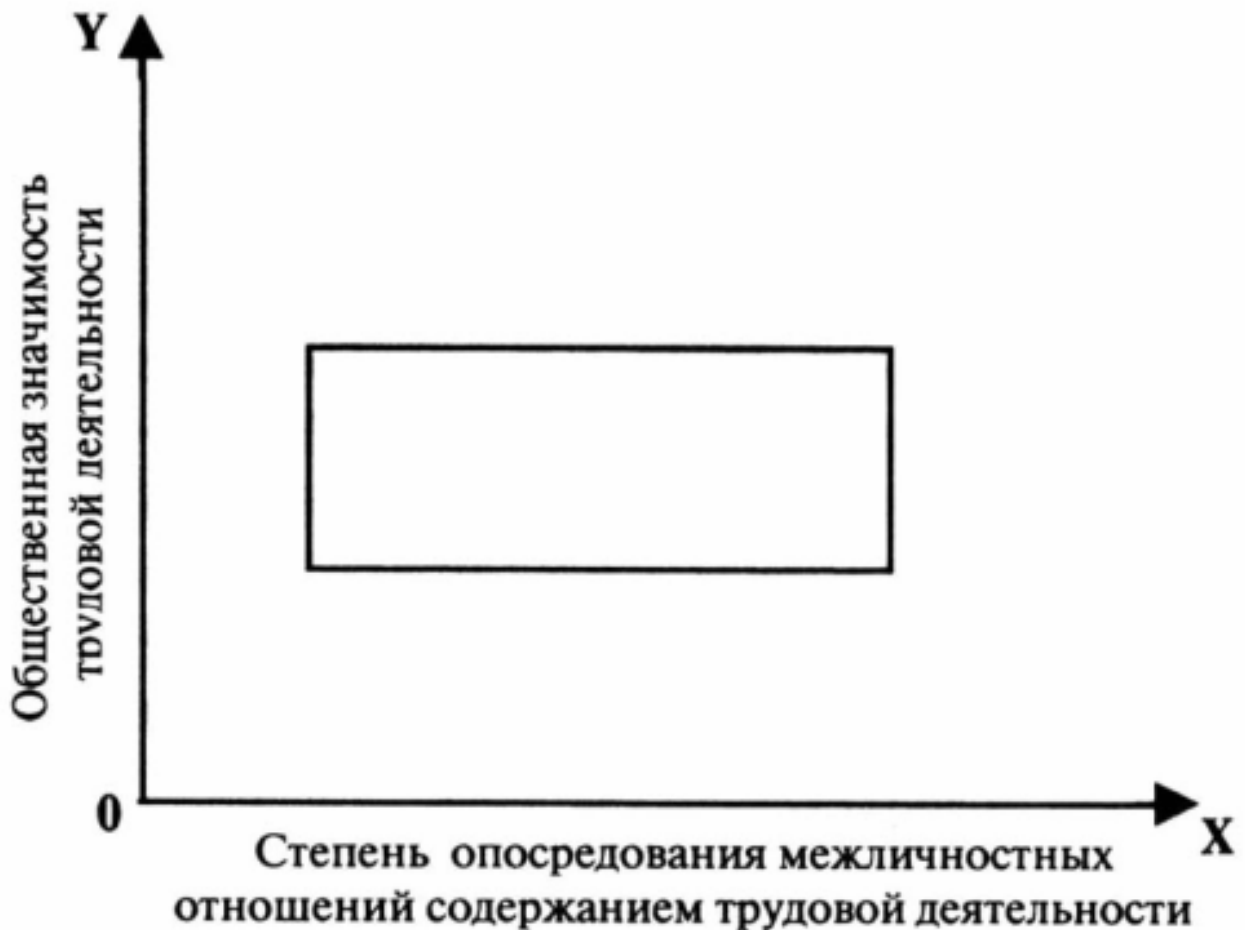 Y
Общественная значимость
трудовой деятельности
0
X
Степень опосредования межличностных
отношений содержанием трудовой деятельности